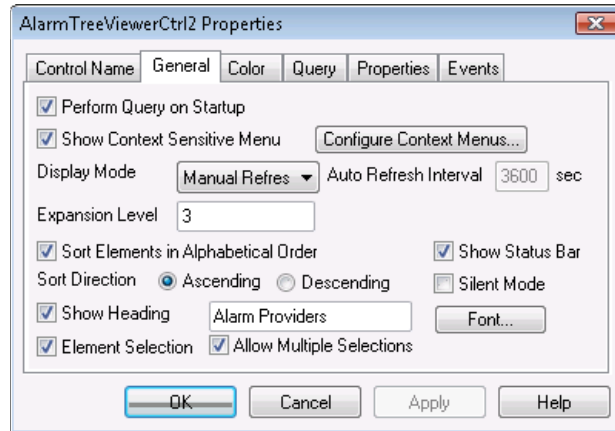 AlarmTreeViewerCtrl2 Properties
Control Name General Color Query Properties Events
Perform Query on Startup
Show Context Sensitive Menu Configure Context Menus...
Display Mode Manual Refres Auto Refresh Interval 3600 sec
Expansion Level 3
Sort Elements in Alphabetical Order Show Status Bar
Sort Direction Ascending Descending Silent Mode
Show Heading Alarm Providers Font...
Element Selection Allow Multiple Selections
OK Cancel Apply Help